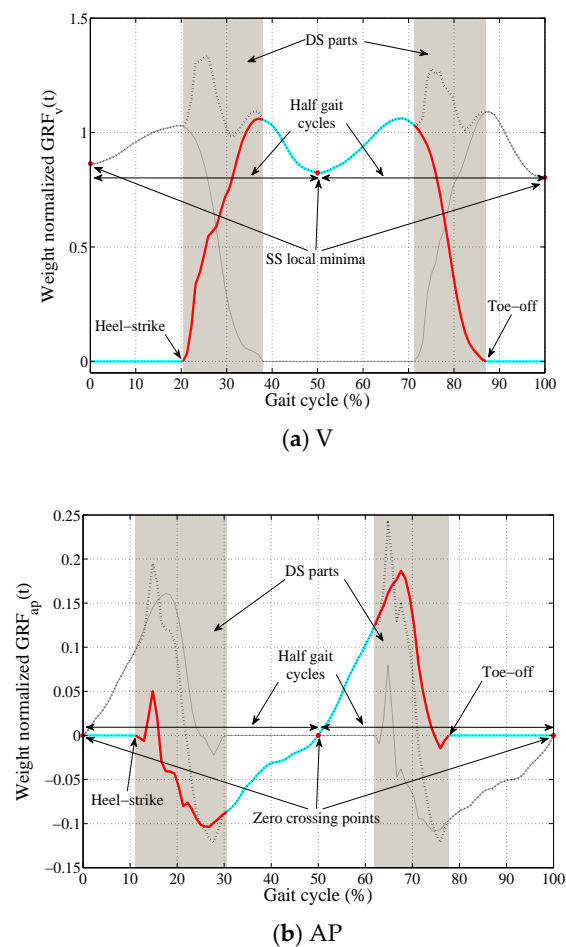 DS parts
Half gait
cycles
SS local minima
Heel−strike
Toe−off
Weight normalized GRFv(t)
1.5
1
0.5
0
0 10 20 30 40 50 60 70 80 90 100
Gait cycle (%)
(a) V
DS parts
Half gait
cycles
Toe−off
Heel−strike
Zero crossing points
Weight normalized GRFap(t)
0.25
0.2
0.15
0.1
0.05
0
−0.05
−0.1
−0.15
0 10 20 30 40 50 60 70 80 90 100
Gait cycle (%)
(b) AP